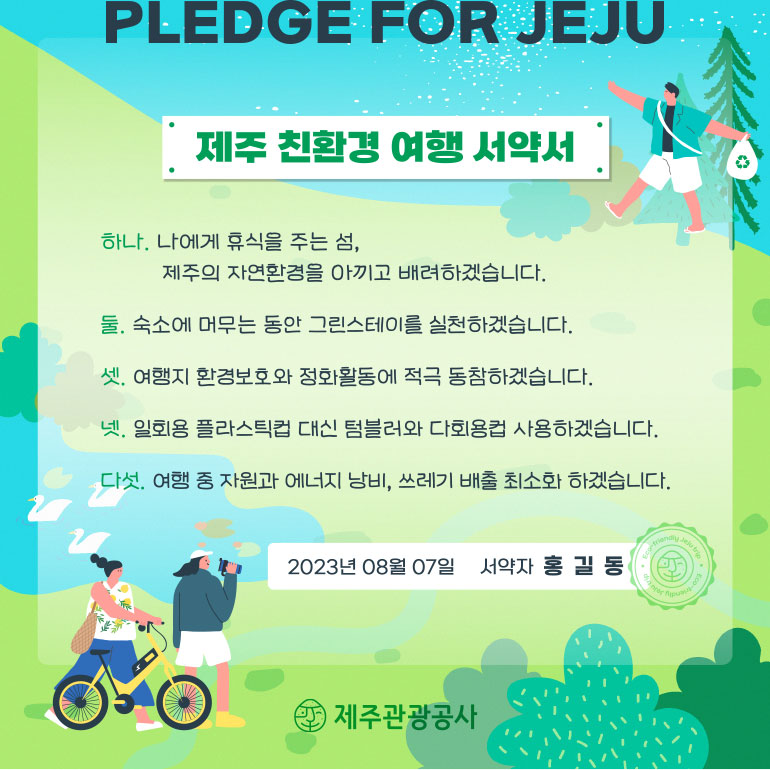 PLEDGE FOR JEJU
제주 친환경 여행 서약서
하나. 나에게 휴식을 주는 섬,
제주의 자연환경을 아끼고 배려하겠습니다.
둘. 숙소에 머무는 동안 그린스테이를 실천하겠습니다.
셋. 여행지 환경보호와 정화활동에 적극 동참하겠습니다.
넷. 일회용 플라스틱컵 대신 텀블러와 다회용컵 사용하겠습니다.
다섯. 여행 중 자원과 에너지 낭비, 쓰레기 배출 최소화 하겠습니다.
2023년 08월 07일 서약자 홍 길 동
Eco-friendly Jeju trip
Eco-friendly Jeju trip
제주관광공사